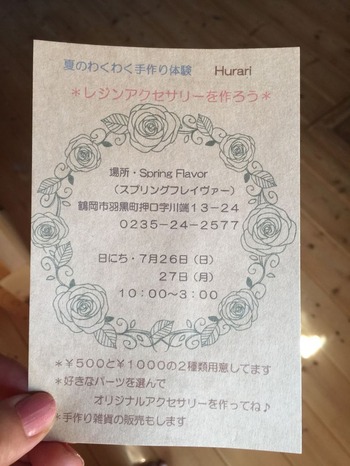 夏のわくわく手作り体験　Hurari
＊レジンアクセサリーを作ろう＊
場所・Spring Flavor
（スプリングフレイヴァー）
鶴岡市羽黒町押口字川端１３−２４
０２３５−２４−２５７７
日にち・７月２６日（日）
２７日（月）
１０：００〜３：００
＊￥５００と￥１０００の２種類用意してます
＊好きなパーツを選んで
オリジナルアクセサリーを作ってね♪
＊手作り雑貨の販売もします